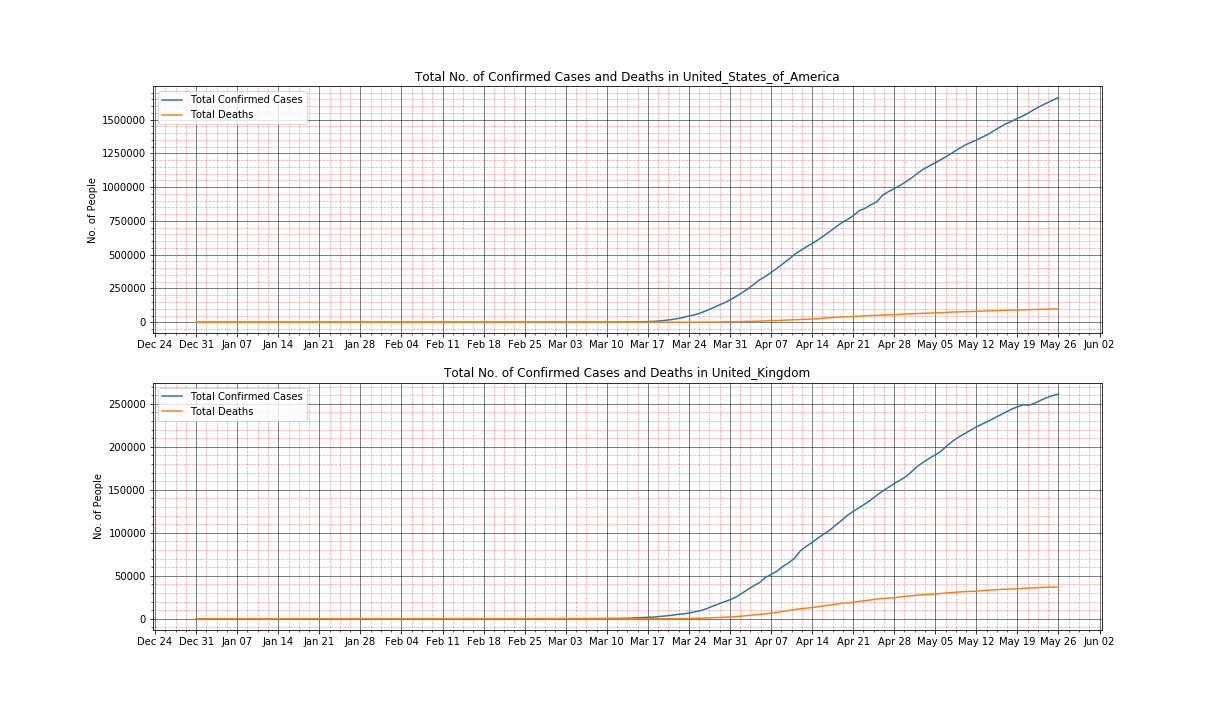 Total No. of Confirmed Cases and Deaths in United_States_of_America
Total Confirmed Cases
Total Deaths
No. of People
1500000
1250000
1000000
750000
500000
250000
0
Dec 24 Dec 31 Jan 07 Jan 14 Jan 21 Jan 28 Feb 04 Feb 11 Feb 18 Feb 25 Mar 03 Mar 10 Mar 17 Mar 24 Mar 31 Apr 07 Apr 14 Apr 21 Apr 28 May 05 May 12 May 19 May 26 Jun 02
Total No. of Confirmed Cases and Deaths in United_Kingdom
Total Confirmed Cases
Total Deaths
No. of People
250000
200000
150000
100000
50000
0
Dec 24 Dec 31 Jan 07 Jan 14 Jan 21 Jan 28 Feb 04 Feb 11 Feb 18 Feb 25 Mar 03 Mar 10 Mar 17 Mar 24 Mar 31 Apr 07 Apr 14 Apr 21 Apr 28 May 05 May 12 May 19 May 26 Jun 02